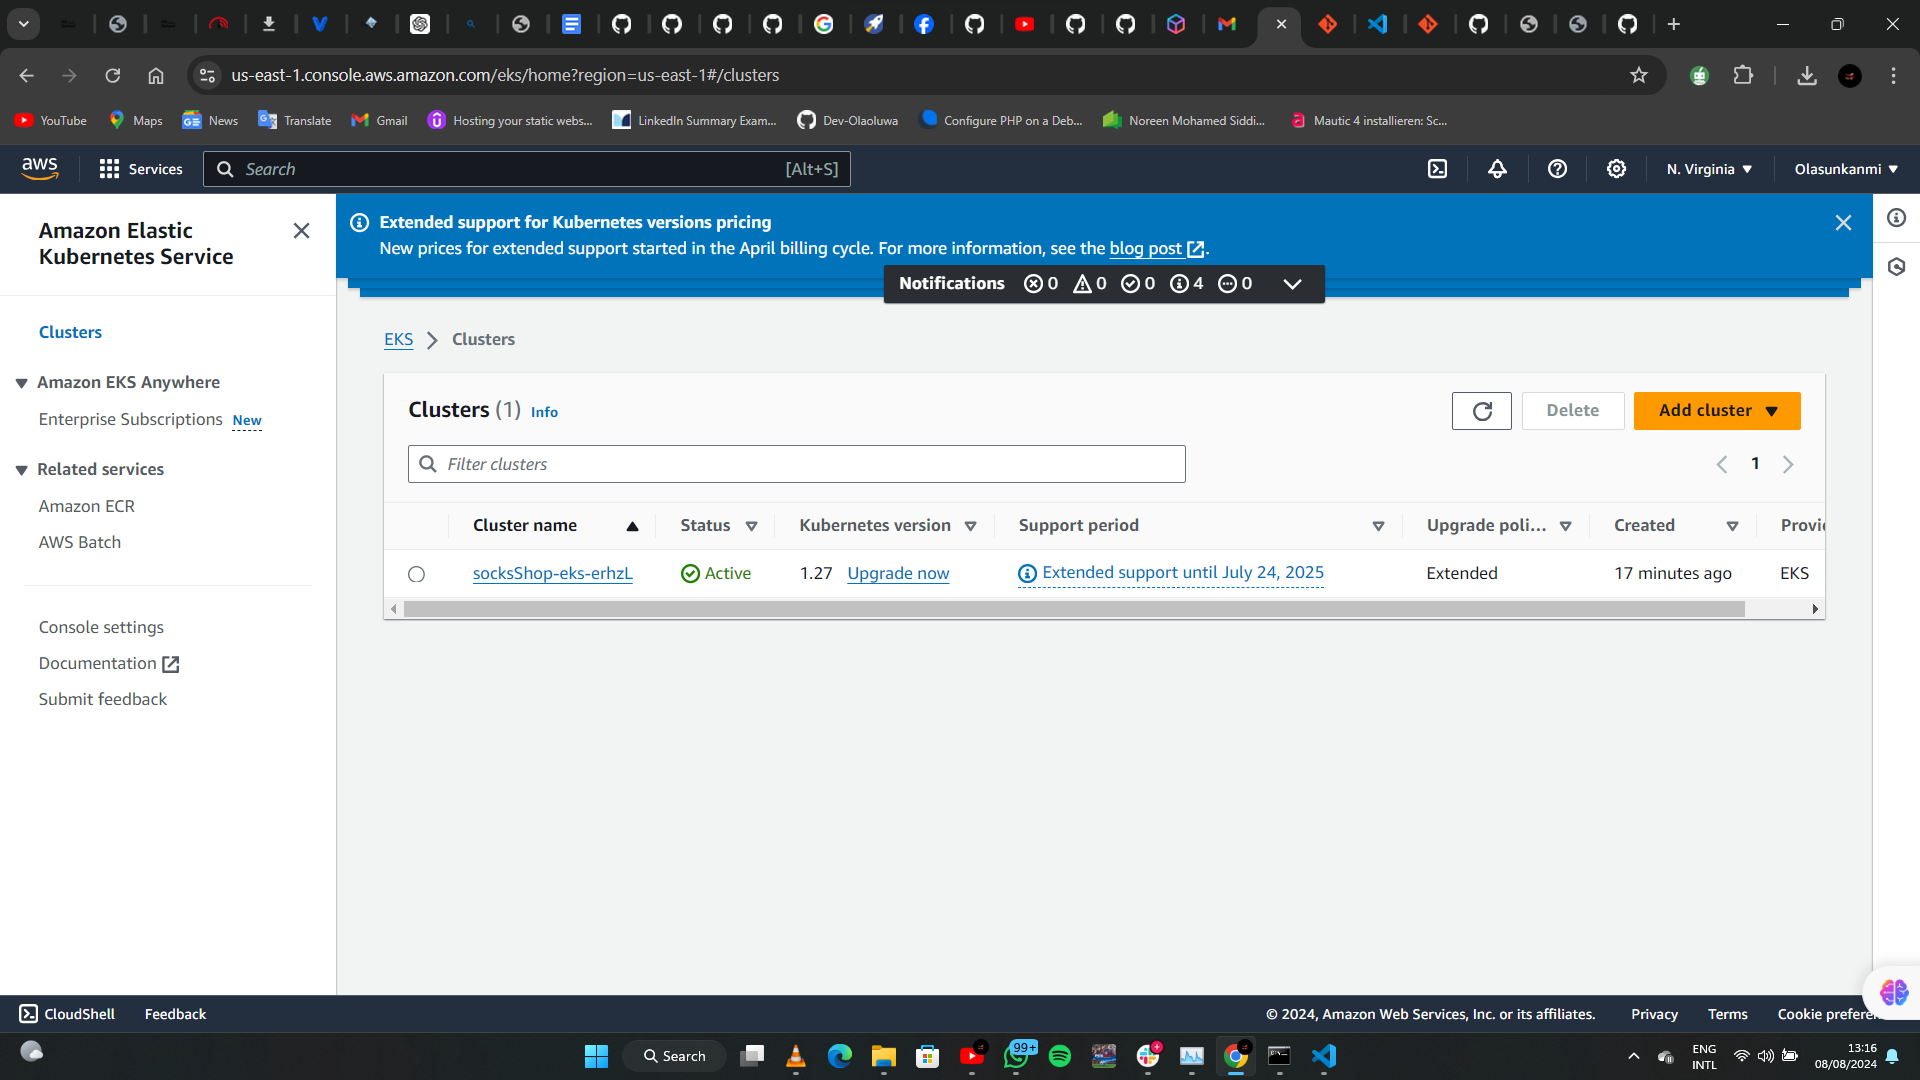 us-east-1.console.aws.amazon.com/eks/home?region=us-east-1#/clusters
YouTube
Maps
News
Translate
Gmail
Hosting your static webs...
LinkedIn Summary Exam...
Dev-Olaoluwa
Configure PHP on a Deb...
Noreen Mohamed Siddi...
Mautic 4 installieren: Sc...
aws
Services
Search
[Alt+S]
N. Virginia
Olasunkanmi
Amazon Elastic
Kubernetes Service
Clusters
Amazon EKS Anywhere
Enterprise Subscriptions New
Related services
Amazon ECR
AWS Batch
Console settings
Documentation
Submit feedback
Extended support for Kubernetes versions pricing
New prices for extended support started in the April billing cycle. For more information, see the blog post.
Notifications 0 0 0 4 0
EKS Clusters
Clusters (1) Info
Delete
Add cluster
Filter clusters
1
Cluster name Status Kubernetes version Support period Upgrade poli... Created Provi
socksShop-eks-erhzL Active 1.27 Upgrade now Extended support until July 24, 2025 Extended 17 minutes ago EKS
CloudShell Feedback
© 2024, Amazon Web Services, Inc. or its affiliates. Privacy Terms Cookie prefere
Search
99+
ENG
INTL
13:16
08/08/2024